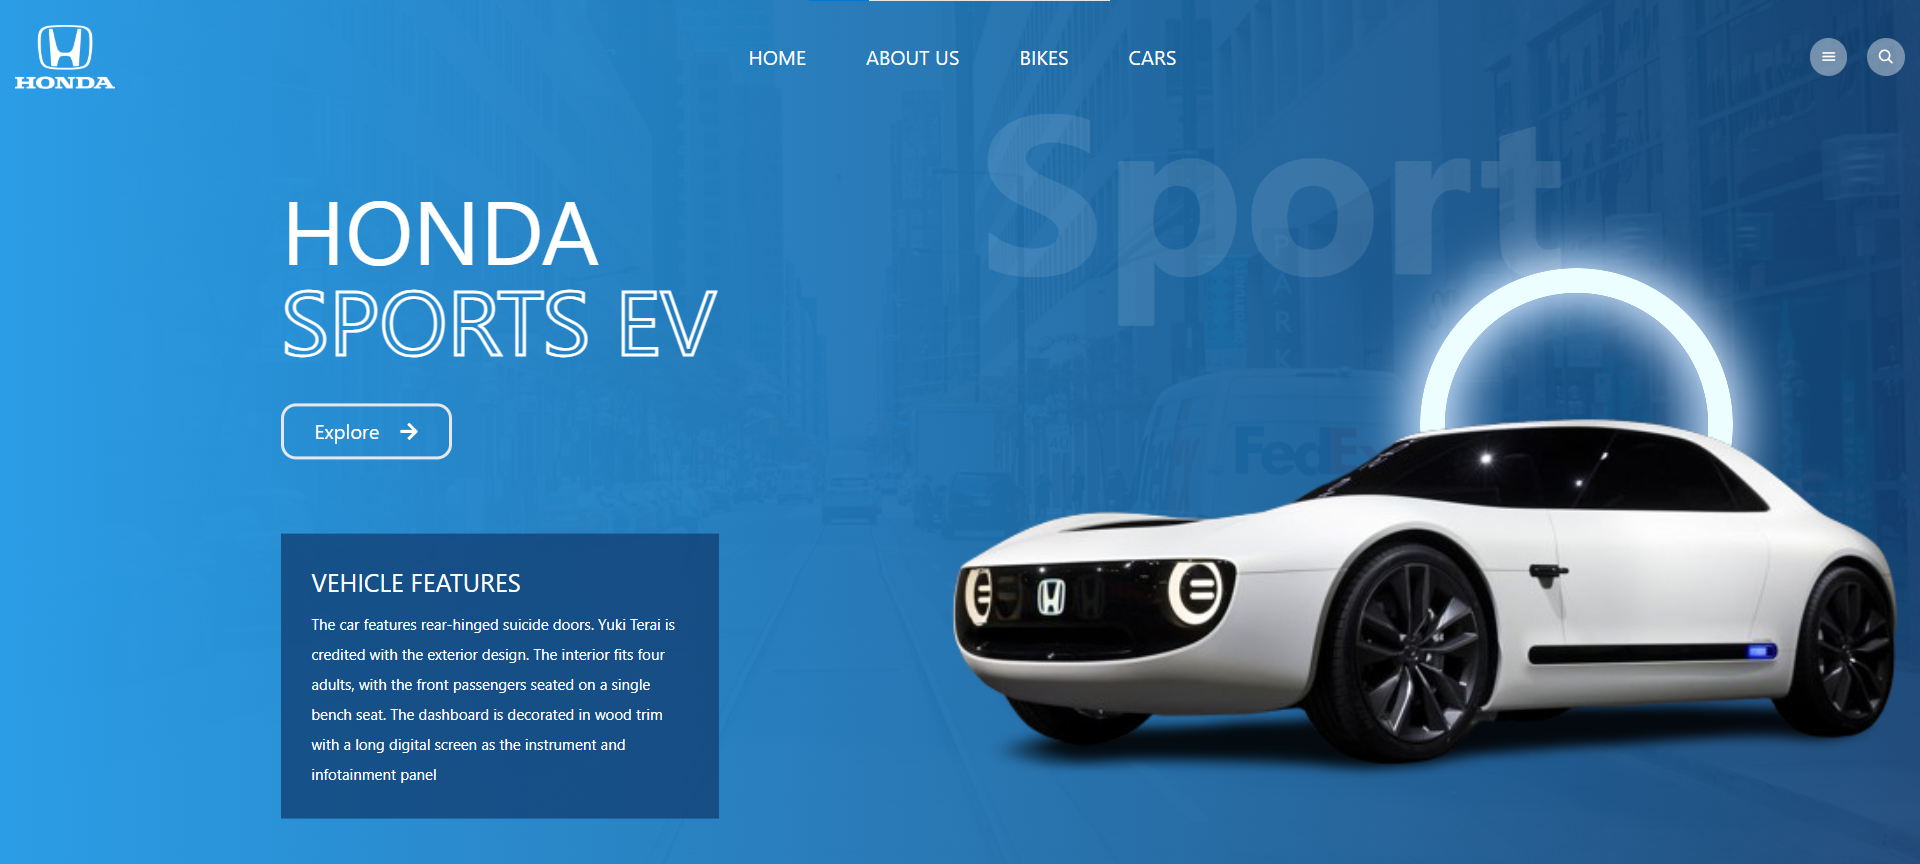 HONDA
HOME ABOUT US BIKES CARS
Sport
HONDA
SPORTS EV
Explore
PARK
FedEx
VEHICLE FEATURES
The car features rear-hinged suicide doors. Yuki Terai is
credited with the exterior design. The interior fits four
adults, with the front passengers seated on a single
bench seat. The dashboard is decorated in wood trim
with a long digital screen as the instrument and
infotainment panel